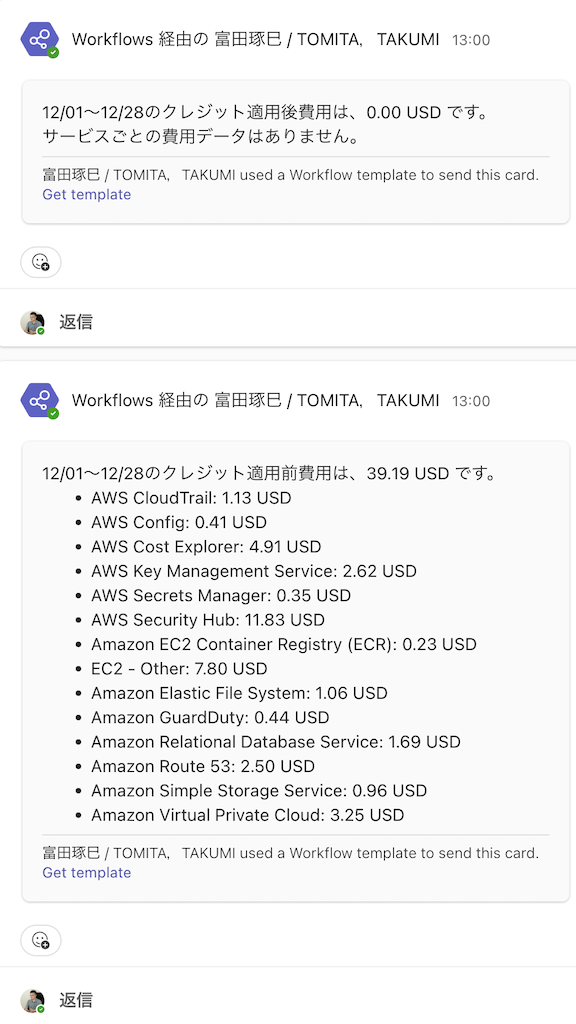 Workflows 経由の 富田琢巳 / TOMITA, TAKUMI 13:00
12/01〜12/28のクレジット適用後費用は、0.00 USD です。
サービスごとの費用データはありません。
富田琢巳 / TOMITA, TAKUMI used a Workflow template to send this card.
Get template
返信
Workflows 経由の 富田琢巳 / TOMITA, TAKUMI 13:00
12/01〜12/28のクレジット適用前費用は、39.19 USD です。
• AWS CloudTrail: 1.13 USD
• AWS Config: 0.41 USD
• AWS Cost Explorer: 4.91 USD
• AWS Key Management Service: 2.62 USD
• AWS Secrets Manager: 0.35 USD
• AWS Security Hub: 11.83 USD
• Amazon EC2 Container Registry (ECR): 0.23 USD
• EC2 - Other: 7.80 USD
• Amazon Elastic File System: 1.06 USD
• Amazon GuardDuty: 0.44 USD
• Amazon Relational Database Service: 1.69 USD
• Amazon Route 53: 2.50 USD
• Amazon Simple Storage Service: 0.96 USD
• Amazon Virtual Private Cloud: 3.25 USD
富田琢巳 / TOMITA, TAKUMI used a Workflow template to send this card.
Get template
返信